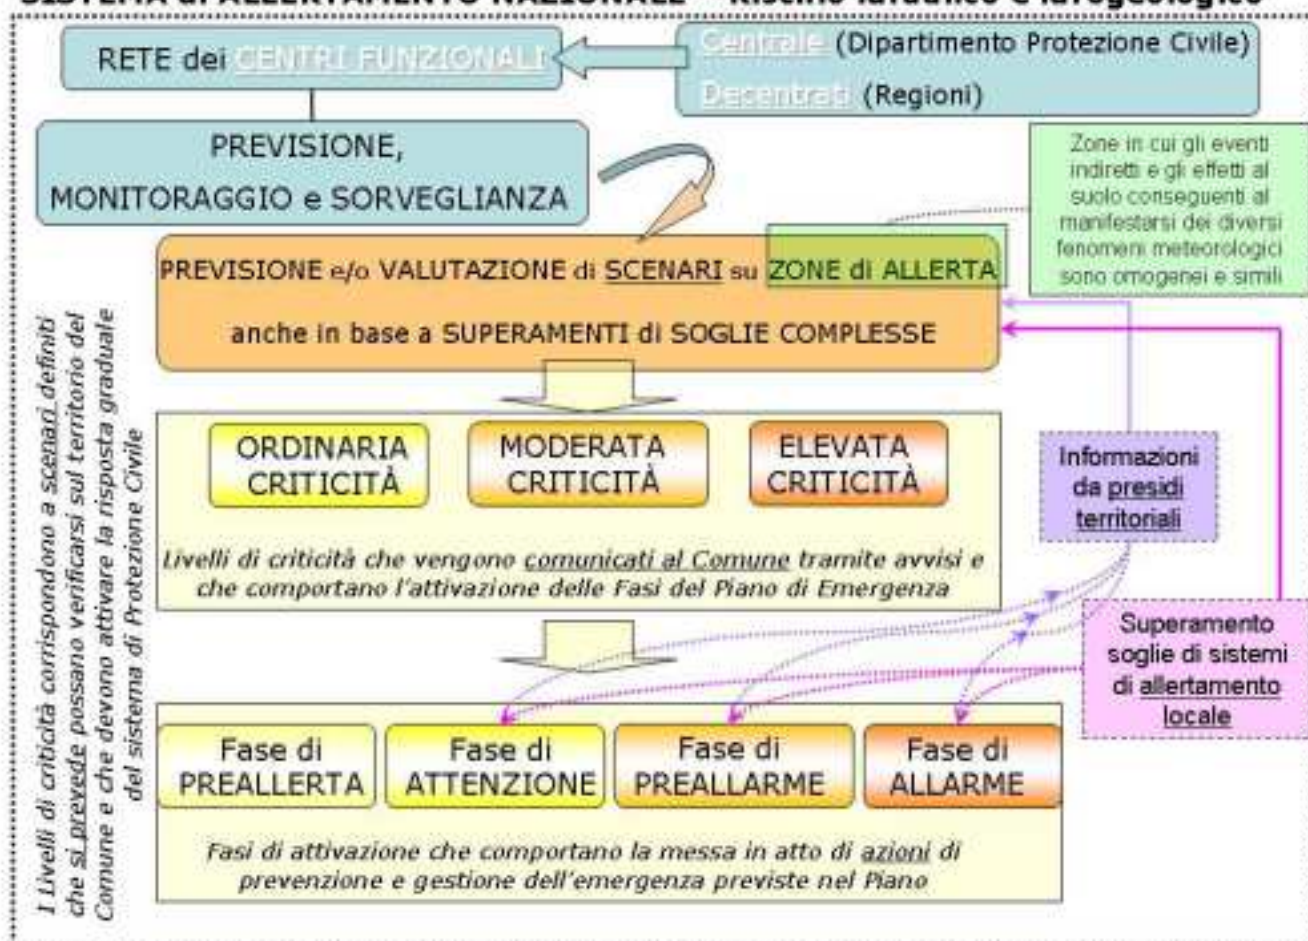 SISTEMA di ALLERTAMENTO NAZIONALE - Rischio idraulico e idrogeologico
RETE dei CENTRI FUNZIONALI
Centrale (Dipartimento Protezione Civile)
Decentrati (Regioni)
PREVISIONE,
MONITORAGGIO e SORVEGLIANZA
Zone in cui gli eventi
indiretti e gli effetti al
suolo conseguenti al
manifestarsi dei diversi
fenomeni meteorologici
sono omogenei e simili
PREVISIONE e/o VALUTAZIONE di SCENARI su ZONE di ALLERTA
anche in base a SUPERAMENTI di SOGLIE COMPLESSE
ORDINARIA
CRITICITÀ
MODERATA
CRITICITÀ
ELEVATA
CRITICITÀ
Livelli di criticità che vengono comunicati al Comune tramite avvisi e
che comportano l'attivazione delle Fasi del Piano di Emergenza
Informazioni
da presidi
territoriali
Superamento
soglie di sistemi
di allertamento
locale
Fase di
PREALLERTA
Fase di
ATTENZIONE
Fase di
PREALLARME
Fase di
ALLARME
Fasi di attivazione che comportano la messa in atto di azioni di
prevenzione e gestione dell'emergenza previste nel Piano
I Livelli di criticità corrispondono a scenari definiti
che si prevede possano verificarsi sul territorio del
Comune e che devono attivare la risposta graduale
del sistema di Protezione Civile